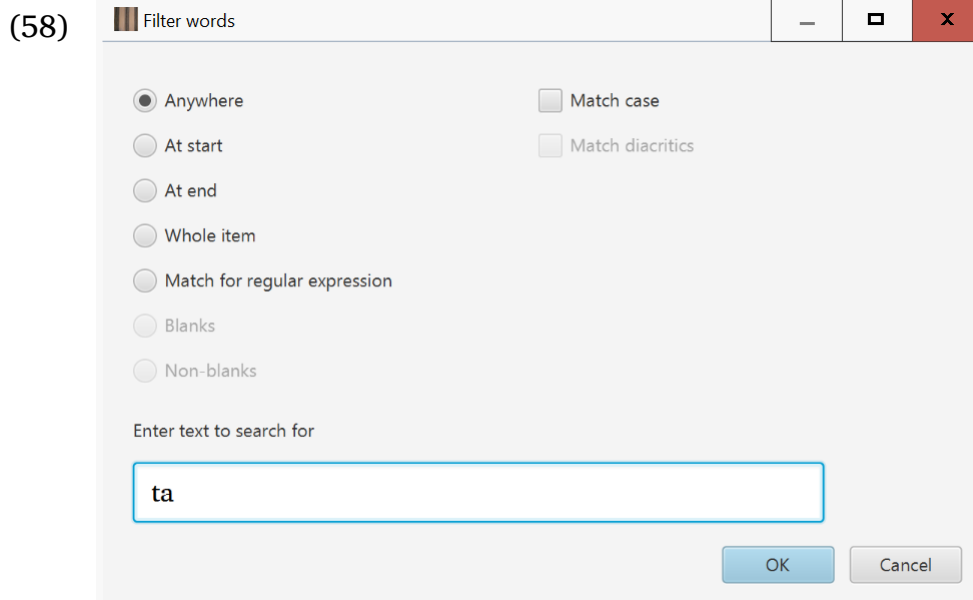 (58) Filter words
Anywhere Match case
At start Match diacritics
At end
Whole item
Match for regular expression
Blanks
Non-blanks
Enter text to search for
ta
OK Cancel